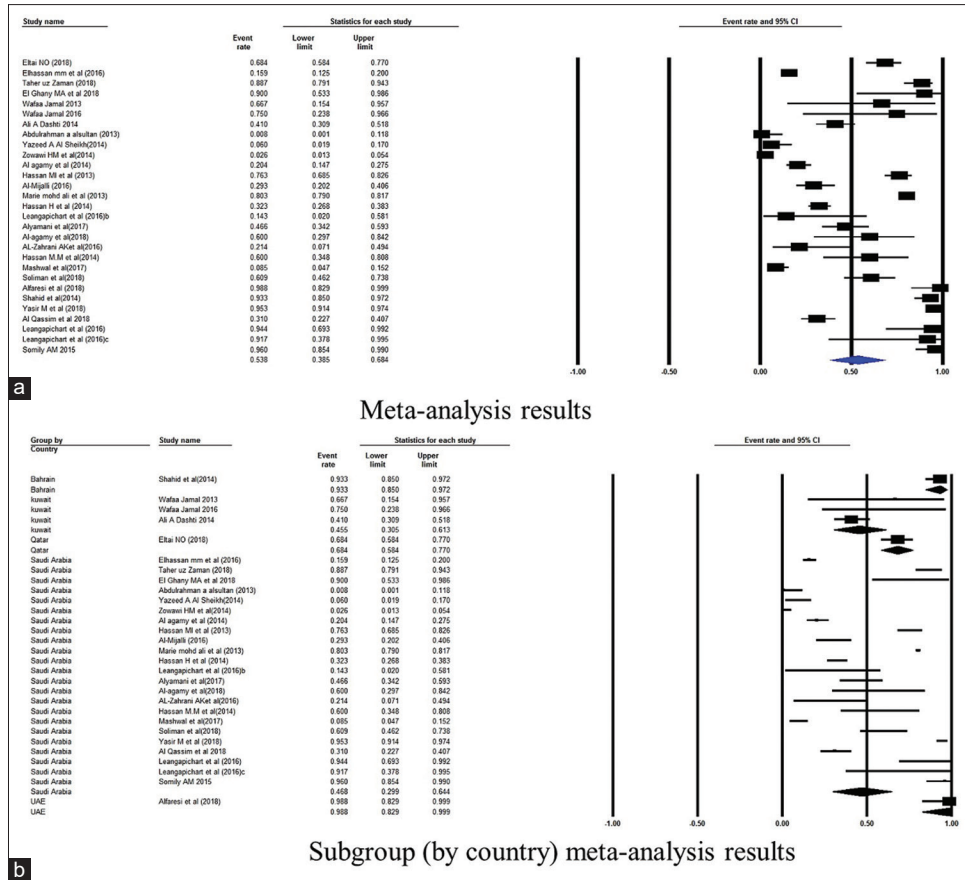 Study name Statistics for each study Event rate and 95% CI
Event rate Lower limit Upper limit
Eltai NO (2018) 0.684 0.584 0.770
Elhassan mm et al (2016) 0.159 0.125 0.200
Taher uz Zaman (2018) 0.887 0.791 0.943
El Ghany MA et al 2018 0.900 0.533 0.986
Wafaa Jamal 2013 0.667 0.154 0.957
Wafaa Jamal 2016 0.750 0.238 0.966
Ali A Dashti 2014 0.410 0.309 0.518
Abdulrahman a alsultan (2013) 0.008 0.001 0.118
Yazeed A Al Sheikh(2014) 0.060 0.019 0.170
Zowawi HM et al(2014) 0.026 0.013 0.054
Al agamy et al (2014) 0.204 0.147 0.275
Hassan MI et al (2013) 0.763 0.685 0.826
Al-Mijalli (2016) 0.293 0.202 0.406
Marie mohd ali et al (2013) 0.803 0.790 0.817
Hassan H et al (2014) 0.323 0.268 0.383
Leangapichart et al (2016)b 0.143 0.020 0.581
Alyamani et al(2017) 0.466 0.342 0.593
Al-agamy et al(2018) 0.600 0.297 0.842
AL-Zahrani AKet al(2016) 0.214 0.071 0.494
Hassan M.M et al(2014) 0.600 0.348 0.808
Mashwal et al(2017) 0.085 0.047 0.152
Soliman et al(2018) 0.609 0.462 0.738
Alfaresi et al (2018) 0.988 0.829 0.999
Shahid et al(2014) 0.933 0.850 0.972
Yasir M et al (2018) 0.953 0.914 0.974
Al Qassim et al 2018 0.310 0.227 0.407
Leangapichart et al (2016) 0.944 0.693 0.992
Leangapichart et al (2016)c 0.917 0.378 0.995
Somily AM 2015 0.960 0.854 0.990
0.538 0.385 0.684
-1.00 -0.50 0.00 0.50 1.00
a
Meta-analysis results
Group by Country Study name Statistics for each study Event rate and 95% CI
Event rate Lower limit Upper limit
Bahrain Shahid et al(2014) 0.933 0.850 0.972
Bahrain 0.933 0.850 0.972
kuwait Wafaa Jamal 2013 0.667 0.154 0.957
kuwait Wafaa Jamal 2016 0.750 0.238 0.966
kuwait Ali A Dashti 2014 0.410 0.309 0.518
kuwait 0.455 0.305 0.613
Qatar Eltai NO (2018) 0.684 0.584 0.770
Qatar 0.684 0.584 0.770
Saudi Arabia Elhassan mm et al (2016) 0.159 0.125 0.200
Saudi Arabia Taher uz Zaman (2018) 0.887 0.791 0.943
Saudi Arabia El Ghany MA et al 2018 0.900 0.533 0.986
Saudi Arabia Abdulrahman a alsultan (2013) 0.008 0.001 0.118
Saudi Arabia Yazeed A Al Sheikh(2014) 0.060 0.019 0.170
Saudi Arabia Zowawi HM et al(2014) 0.026 0.013 0.054
Saudi Arabia Al agamy et al (2014) 0.204 0.147 0.275
Saudi Arabia Hassan MI et al (2013) 0.763 0.685 0.826
Saudi Arabia Al-Mijalli (2016) 0.293 0.202 0.406
Saudi Arabia Marie mohd ali et al (2013) 0.803 0.790 0.817
Saudi Arabia Hassan H et al (2014) 0.323 0.268 0.383
Saudi Arabia Leangapichart et al (2016)b 0.143 0.020 0.581
Saudi Arabia Alyamani et al(2017) 0.466 0.342 0.593
Saudi Arabia Al-agamy et al(2018) 0.600 0.297 0.842
Saudi Arabia AL-Zahrani AKet al(2016) 0.214 0.071 0.494
Saudi Arabia Hassan M.M et al(2014) 0.600 0.348 0.808
Saudi Arabia Mashwal et al(2017) 0.085 0.047 0.152
Saudi Arabia Soliman et al(2018) 0.609 0.462 0.738
Saudi Arabia Yasir M et al (2018) 0.953 0.914 0.974
Saudi Arabia Al Qassim et al 2018 0.310 0.227 0.407
Saudi Arabia Leangapichart et al (2016) 0.944 0.693 0.992
Saudi Arabia Leangapichart et al (2016)c 0.917 0.378 0.995
Saudi Arabia Somily AM 2015 0.960 0.854 0.990
Saudi Arabia 0.468 0.299 0.644
UAE Alfaresi et al (2018) 0.988 0.829 0.999
UAE 0.988 0.829 0.999
-1.00 -0.50 0.00 0.50 1.00
b
Subgroup (by country) meta-analysis results